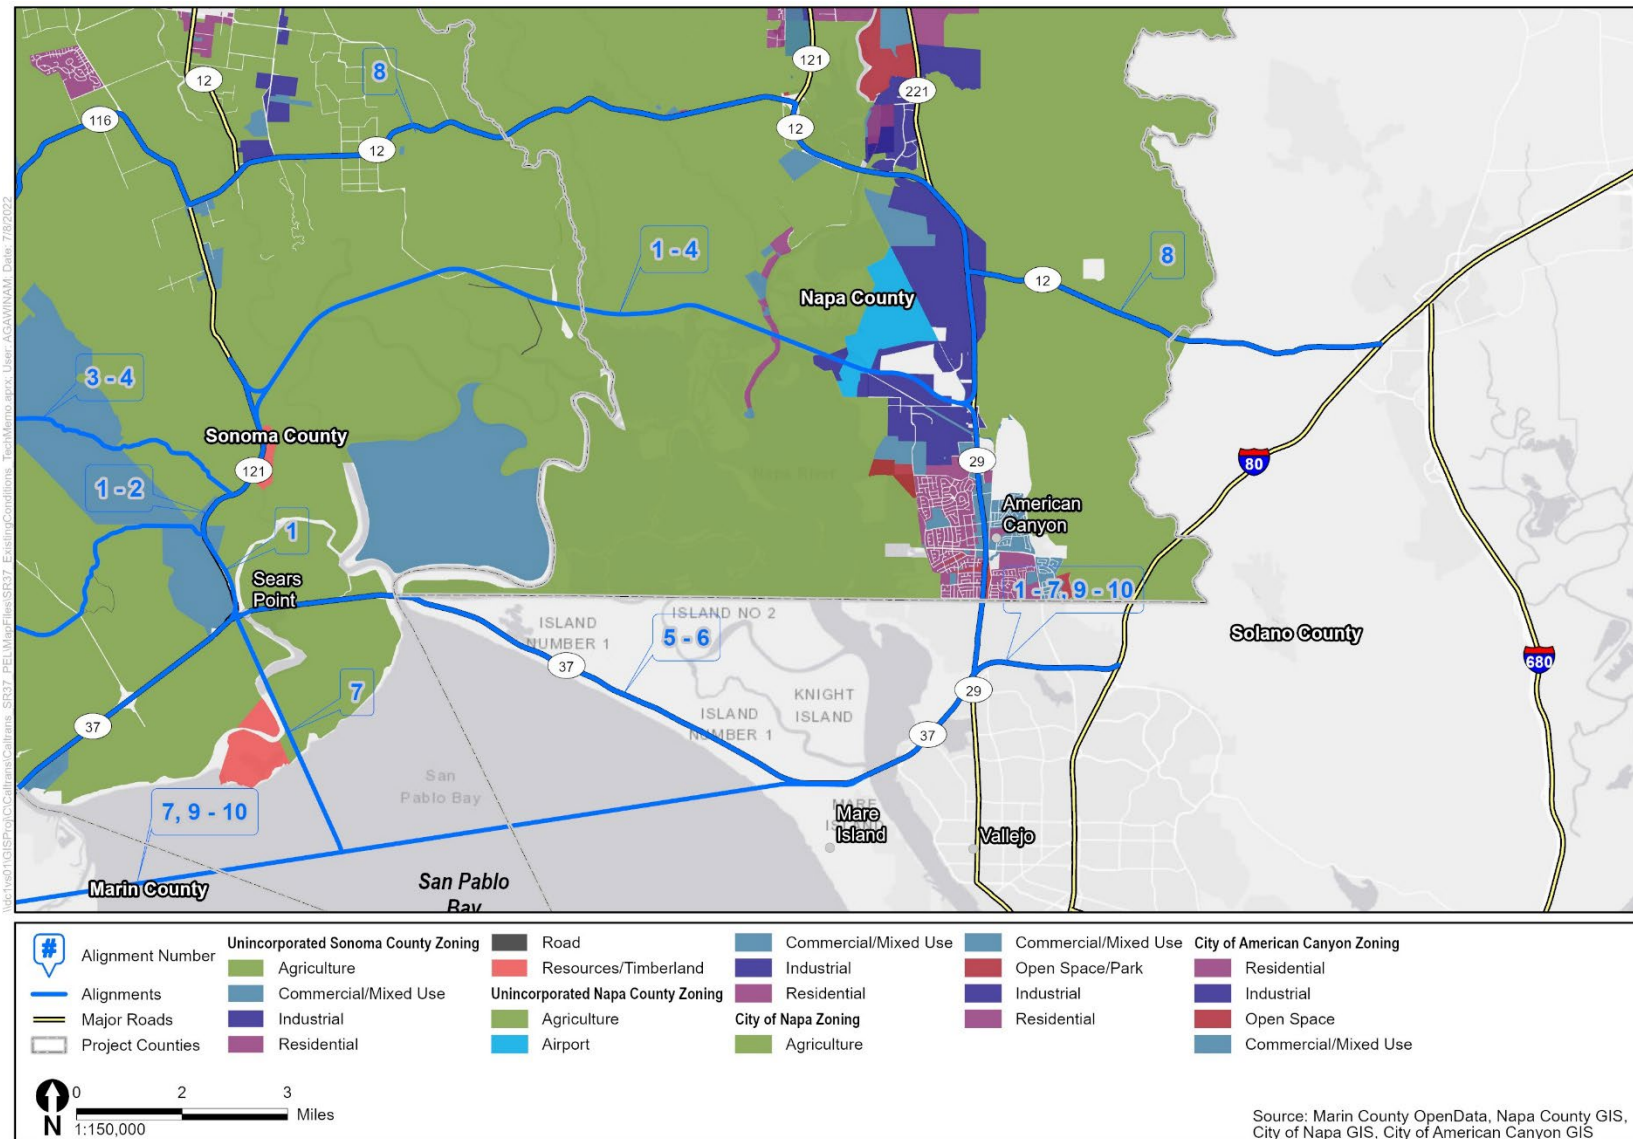 8
121
12
221
116
12
12
1 - 4
8
12
Napa County
3 - 4
Sonoma County
121
80
29
1 - 2
American
Canyon
1
Sears
Point
1 - 7, 9 - 10
ISLAND
NUMBER 1
ISLAND NO 2
5 - 6
Solano County
37
680
7
KNIGHT
ISLAND
29
ISLAND
NUMBER 1
37
37
San
Pablo Bay
7, 9 - 10
MARE
ISLAND
Mare
Island
Vallejo
Marin County
San Pablo
Bay
# Alignment Number
Alignments
Major Roads
Project Counties
Unincorporated Sonoma County Zoning
Agriculture
Commercial/Mixed Use
Industrial
Residential
Road
Resources/Timberland
Unincorporated Napa County Zoning
Agriculture
Airport
Commercial/Mixed Use
Industrial
Residential
City of Napa Zoning
Agriculture
Commercial/Mixed Use
Open Space/Park
Industrial
Residential
City of American Canyon Zoning
Residential
Industrial
Open Space
Commercial/Mixed Use
N
0 2 3
Miles
1:150,000
Source: Marin County OpenData, Napa County GIS,
City of Napa GIS, City of American Canyon GIS